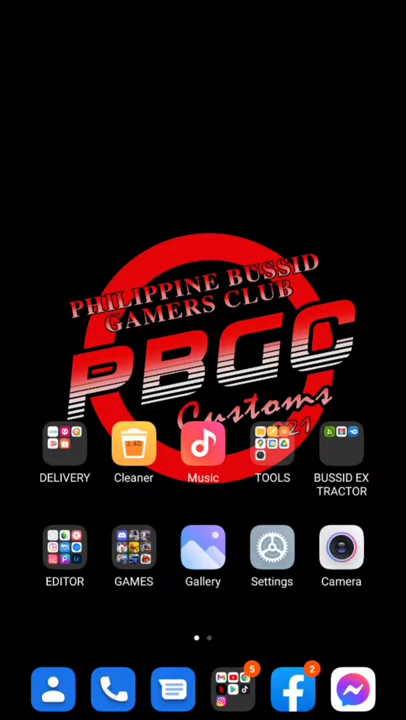 PHILIPPINE BUSSID
GAMERS CLUB
PBGC
Customs
21
DELIVERY
Cleaner
Music
TOOLS
BUSSID EX
TRACTOR
EDITOR
GAMES
Gallery
Settings
Camera
5
2